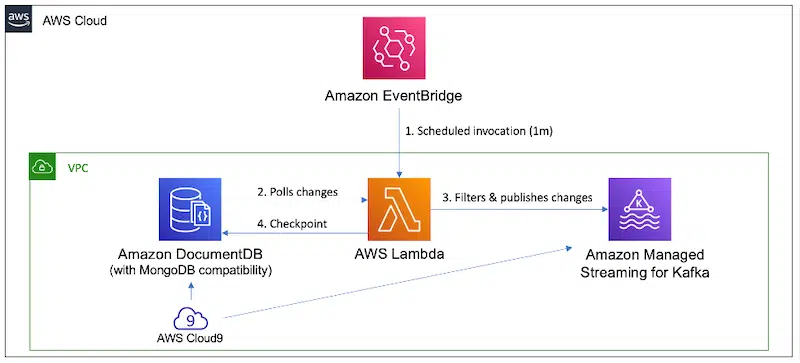 aws
AWS Cloud
Amazon EventBridge
1. Scheduled invocation (1m)
VPC
2. Polls changes
3. Filters & publishes changes
4. Checkpoint
{}
K
Amazon DocumentDB
(with MongoDB compatibility)
AWS Lambda
Amazon Managed
Streaming for Kafka
9
AWS Cloud9